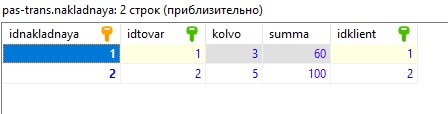 pas-trans.nakladnaya: 2 строк (приблизительно)
idnakladnaya idtovar kolvo summa idklient
1 1 3 60 1
2 2 5 100 2